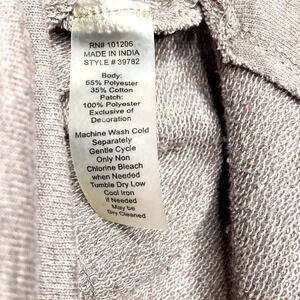 RN# 101206
MADE IN INDIA
STYLE # 39782
Body:
65% Polyester
35% Cotton
Patch:
100% Polyester
Exclusive of
Decoration
Machine Wash Cold
Separately
Gentle Cycle
Only Non
Chlorine Bleach
when Needed
Tumble Dry Low
Cool Iron
if Needed
May be
Dry Cleaned